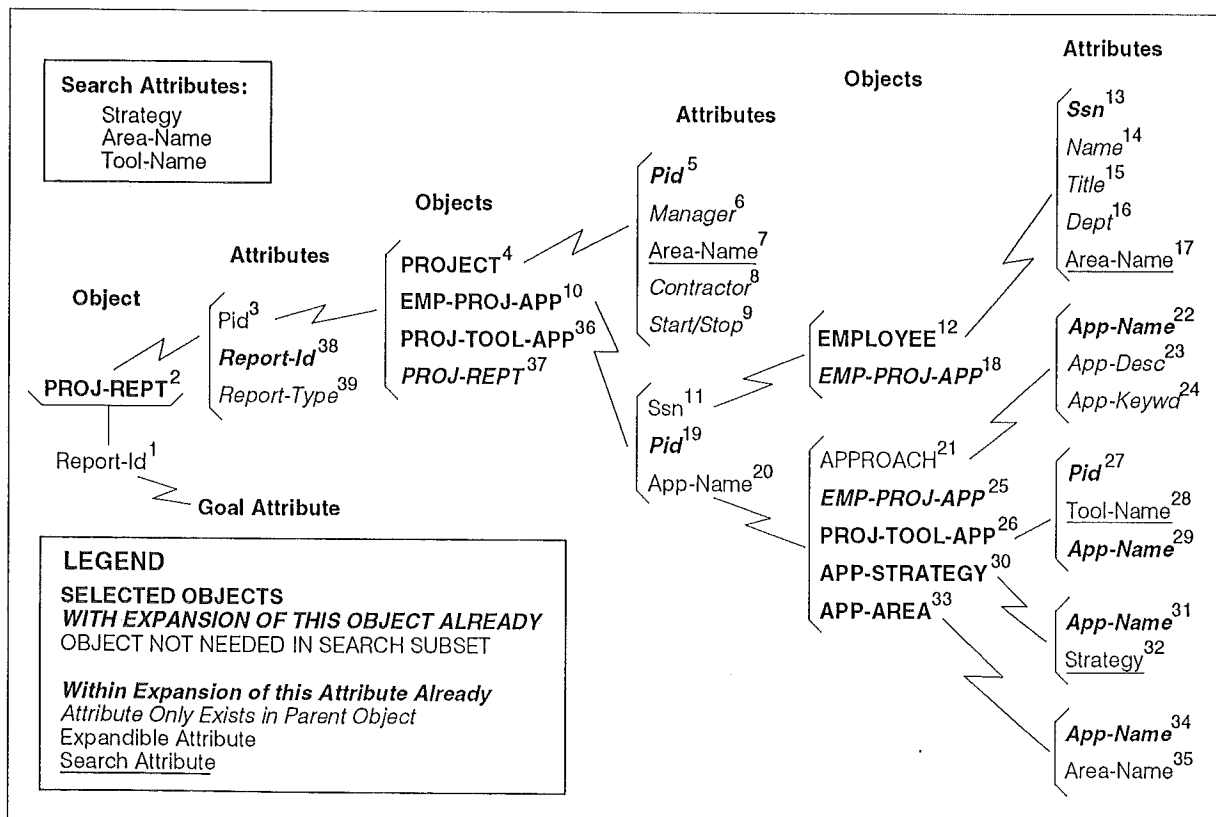 Search Attributes:
Strategy
Area-Name
Tool-Name
Object
PROJ-REPT2
Report-Id1
Goal Attribute
Attributes
Pid3
Report-Id38
Report-Type39
Objects
PROJECT4
EMP-PROJ-APP10
PROJ-TOOL-APP36
PROJ-REPT37
Attributes
Pid5
Manager6
Area-Name7
Contractor8
Start/Stop9
Ssn11
Pid19
App-Name20
Objects
EMPLOYEE12
EMP-PROJ-APP18
APPROACH21
EMP-PROJ-APP25
PROJ-TOOL-APP26
APP-STRATEGY30
APP-AREA33
Attributes
Ssn13
Name14
Title15
Dept16
Area-Name17
App-Name22
App-Desc23
App-Keywd24
Pid27
Tool-Name28
App-Name29
App-Name31
Strategy32
App-Name34
Area-Name35
LEGEND
SELECTED OBJECTS
WITH EXPANSION OF THIS OBJECT ALREADY
OBJECT NOT NEEDED IN SEARCH SUBSET
Within Expansion of this Attribute Already
Attribute Only Exists in Parent Object
Expandible Attribute
Search Attribute